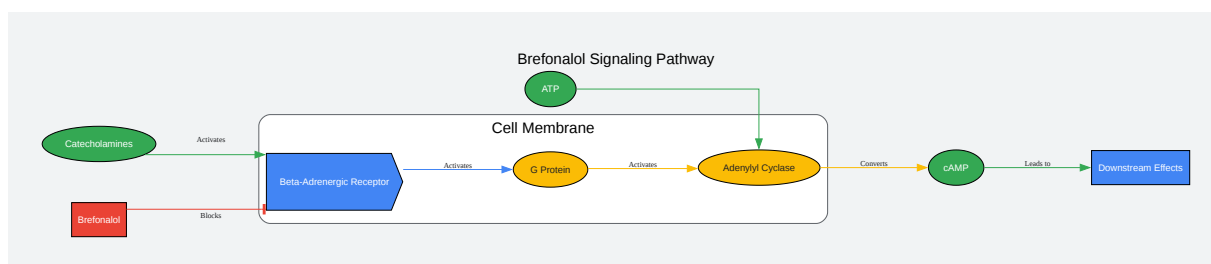 Brefonalol Signaling Pathway
ATP
Cell Membrane
Catecholamines
Activates
Beta-Adrenergic Receptor
Activates
G Protein
Activates
Adenylyl Cyclase
Converts
cAMP
Leads to
Downstream Effects
Brefonalol
Blocks